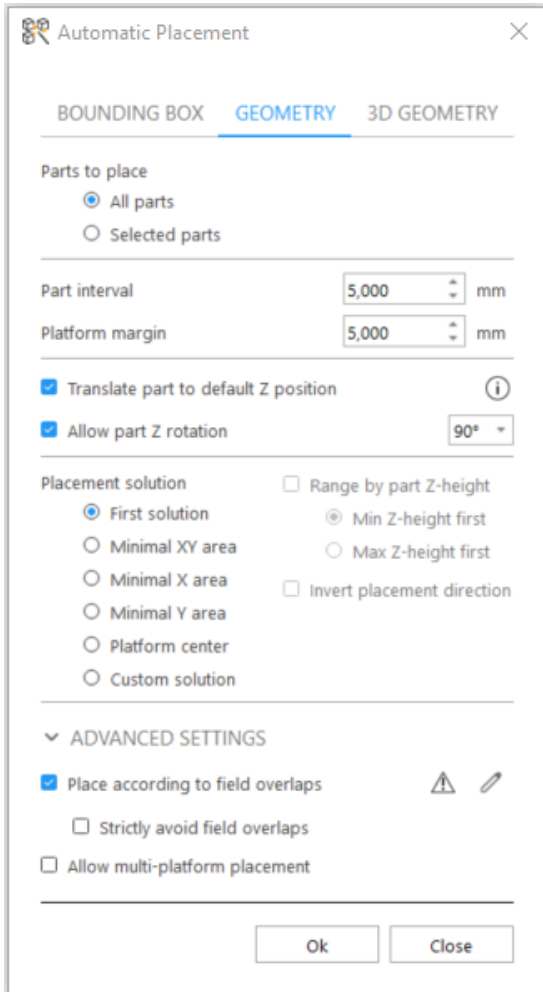 Automatic Placement
BOUNDING BOX GEOMETRY 3D GEOMETRY
Parts to place
All parts
Selected parts
Part interval 5,000 mm
Platform margin 5,000 mm
Translate part to default Z position
Allow part Z rotation 90°
Placement solution Range by part Z-height
First solution Min Z-height first
Minimal XY area Max Z-height first
Minimal X area Invert placement direction
Minimal Y area
Platform center
Custom solution
ADVANCED SETTINGS
Place according to field overlaps
Strictly avoid field overlaps
Allow multi-platform placement
Ok Close